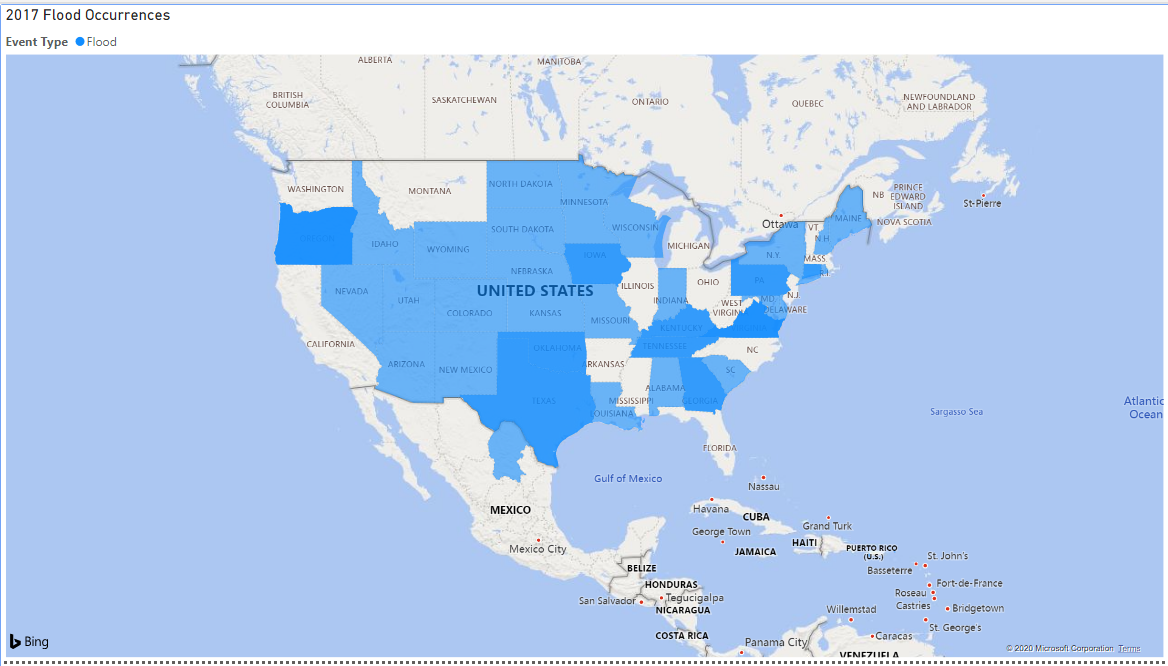 2017 Flood Occurrences
Event Type Flood
ALBERTA
MANITOBA
BRITISH
COLUMBIA
SASKATCHEWAN
ONTARIO
QUEBEC
NEWFOUNDLAND
AND LABRADOR
WASHINGTON
MONTANA
NORTH DAKOTA
MINNESOTA
NB
PRINCE
EDWARD
ISLAND
St-Pierre
OREGON
IDAHO
WYOMING
SOUTH DAKOTA
WISCONSIN
MICHIGAN
Ottawa
VT
N H
MAINE
NOVA SCOTIA
IOWA
N.Y.
MASS
R.I.
NEVADA
UTAH
NEBRASKA
UNITED STATES
ILLINOIS
INDIANA
OHIO
PA
N.J.
MD
DELAWARE
WEST
VIRGINIA
COLORADO
KANSAS
MISSOURI
KENTUCKY
CALIFORNIA
ARIZONA
NEW MEXICO
OKLAHOMA
ARKANSAS
TENNESSEE
NC
SC
TEXAS
LOUISIANA
MISSISSIPPI
ALABAMA
GEORGIA
Sargasso Sea
Atlantic
Ocean
FLORIDA
Gulf of Mexico
Nassau
MEXICO
Mexico City
Havana
CUBA
George Town
Grand Turk
JAMAICA
HAITI
PUERTO RICO
(U.S.)
St. John's
Basseterre
BELIZE
HONDURAS
Tegucigalpa
San Salvador
NICARAGUA
Fort-de-France
Roseau
Castries
Bridgetown
Willemstad
St. George's
COSTA RICA
Panama City
Caracas
VENEZUELA
Bing
© 2020 Microsoft Corporation Terms